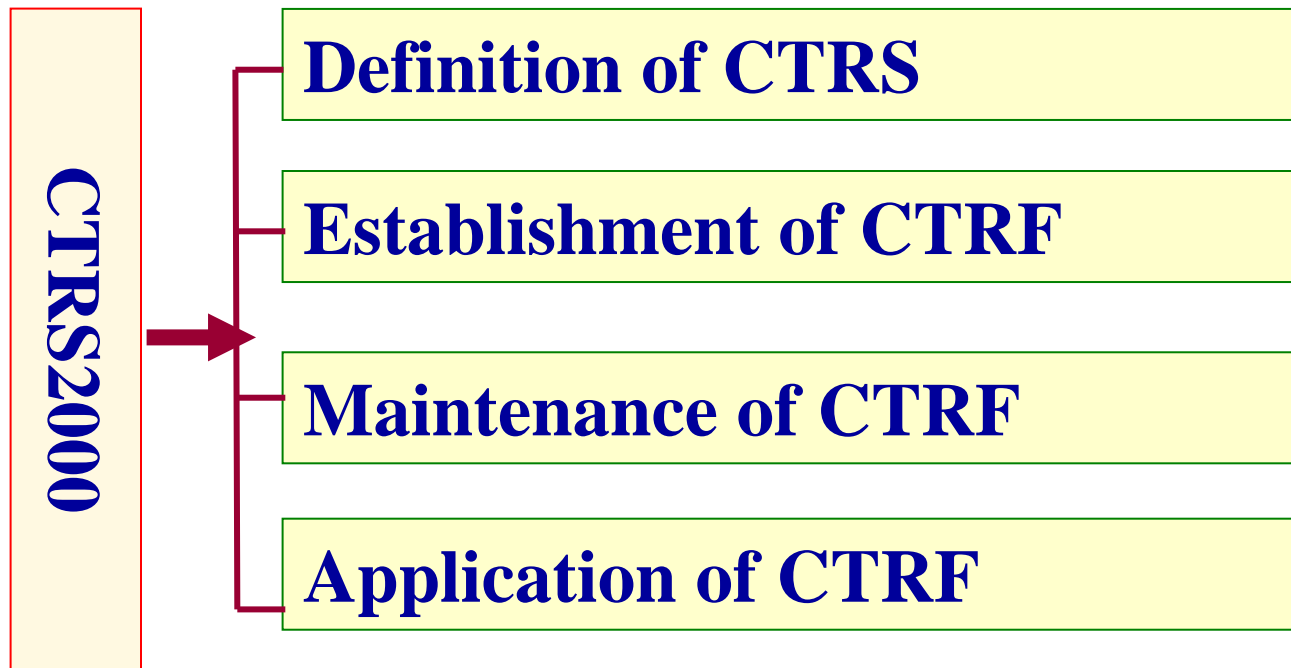 CTRS2000
Definition of CTRS
Establishment of CTRF
Maintenance of CTRF
Application of CTRF